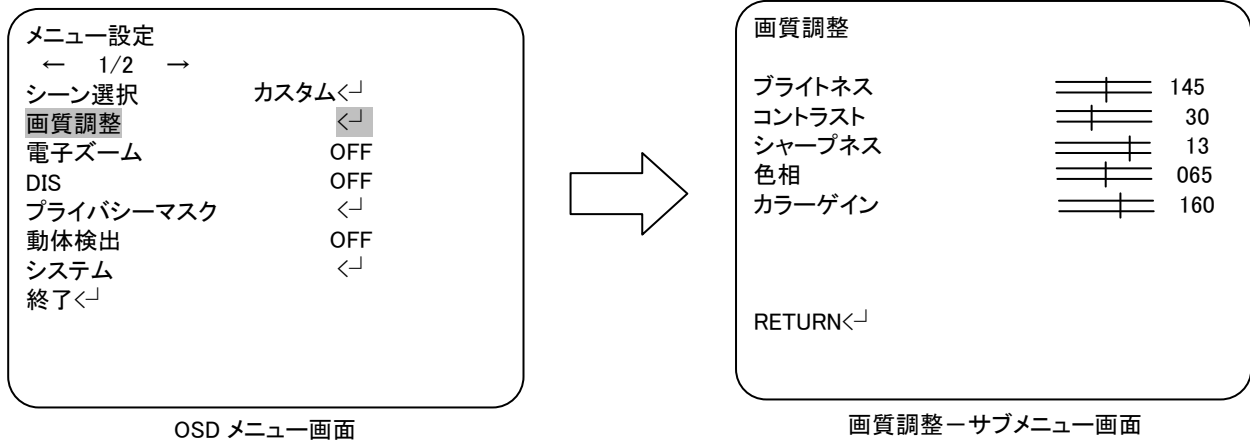 メニュー設定
← 1/2 →
シーン選択 カスタム<┘
画質調整 <┘
電子ズーム OFF
DIS OFF
プライバシーマスク <┘
動体検出 OFF
システム <┘
終了<┘
OSD メニュー画面
画質調整
ブライトネス 145
コントラスト 30
シャープネス 13
色相 065
カラーゲイン 160
RETURN<┘
画質調整－サブメニュー画面